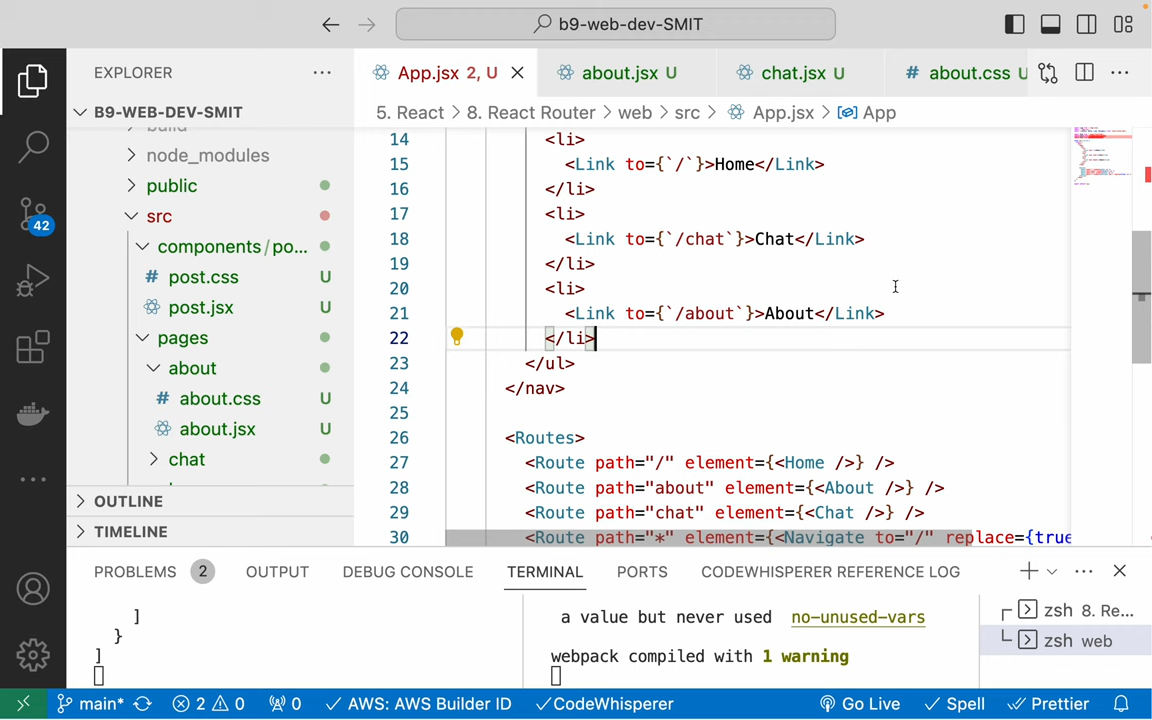 b9-web-dev-SMIT
EXPLORER
App.jsx 2, U
about.jsx U
chat.jsx U
about.css U
B9-WEB-DEV-SMIT
5. React > 8. React Router > web > src > App.jsx > App
build
node_modules
public
src
components/po...
post.css U
post.jsx U
pages
about
about.css U
about.jsx U
chat
OUTLINE
TIMELINE
42
14 <li>
15 <Link to={`/`}>Home</Link>
16 </li>
17 <li>
18 <Link to={`/chat`}>Chat</Link>
19 </li>
20 <li>
21 <Link to={`/about`}>About</Link>
22 </li>
23 </ul>
24 </nav>
25
26 <Routes>
27 <Route path="/" element={<Home />} />
28 <Route path="about" element={<About />} />
29 <Route path="chat" element={<Chat />} />
30 <Route path="*" element={<Navigate to="/" replace={true
PROBLEMS 2 OUTPUT DEBUG CONSOLE TERMINAL PORTS CODEWHISPERER REFERENCE LOG
]
}
]
a value but never used no-unused-vars
webpack compiled with 1 warning
zsh 8. Re...
zsh web
main* 2 0 0 AWS: AWS Builder ID CodeWhisperer Go Live Spell Prettier